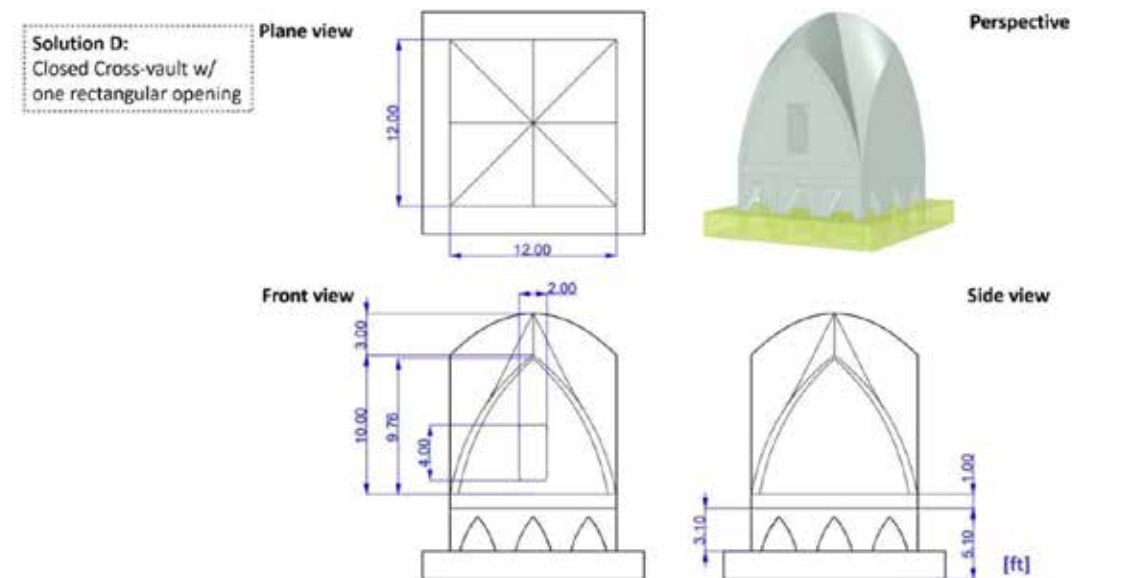 Solution D:
Closed Cross-vault w/
one rectangular opening
Plane view
Perspective
12.00
12.00
Front view
Side view
2.00
3.00
10.00
9.76
4.00
1.00
3.10
5.10
[ft]